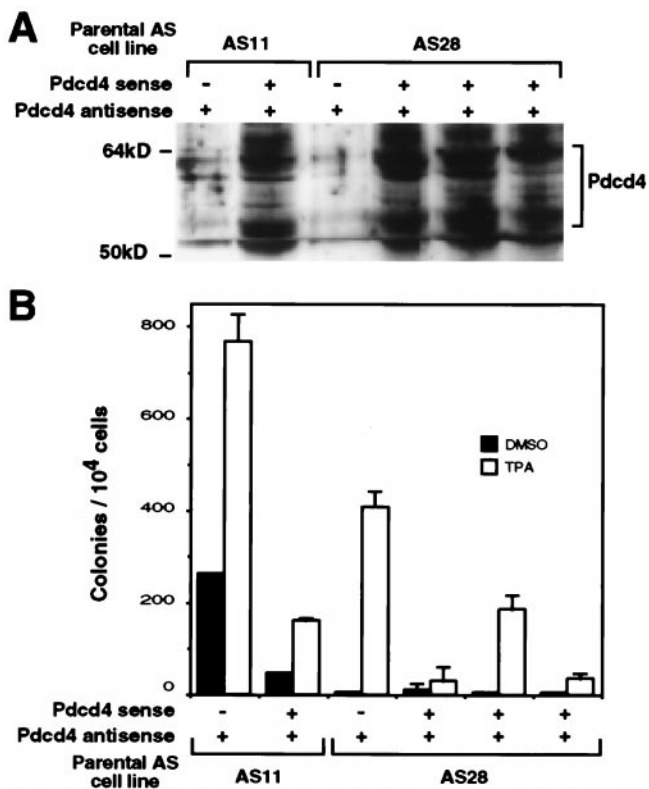 A
Parental AS cell line
AS11
AS28
Pdcd4 sense - + - + + +
Pdcd4 antisense + + + + + +
64kD –
50kD –
Pdcd4
B
Colonies / 10⁴ cells
800
600
400
200
0
DMSO
TPA
Pdcd4 sense - + - + + +
Pdcd4 antisense + + + + + +
Parental AS cell line
AS11
AS28